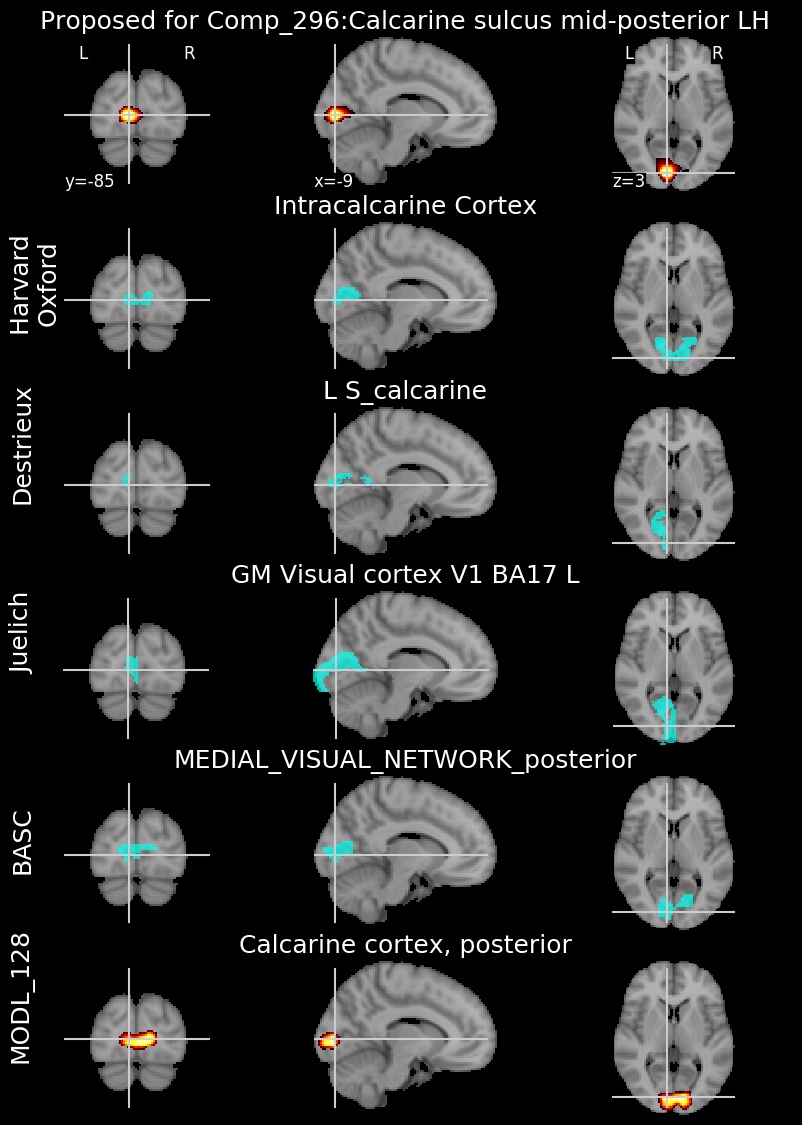 Proposed for Comp_296:Calcarine sulcus mid-posterior LH
L R L R
y=-85 x=-9 z=3
Intracalcarine Cortex
Harvard
Oxford
L S_calcarine
Destrieux
GM Visual cortex V1 BA17 L
Juelich
MEDIAL_VISUAL_NETWORK_posterior
BASC
Calcarine cortex, posterior
MODL_128